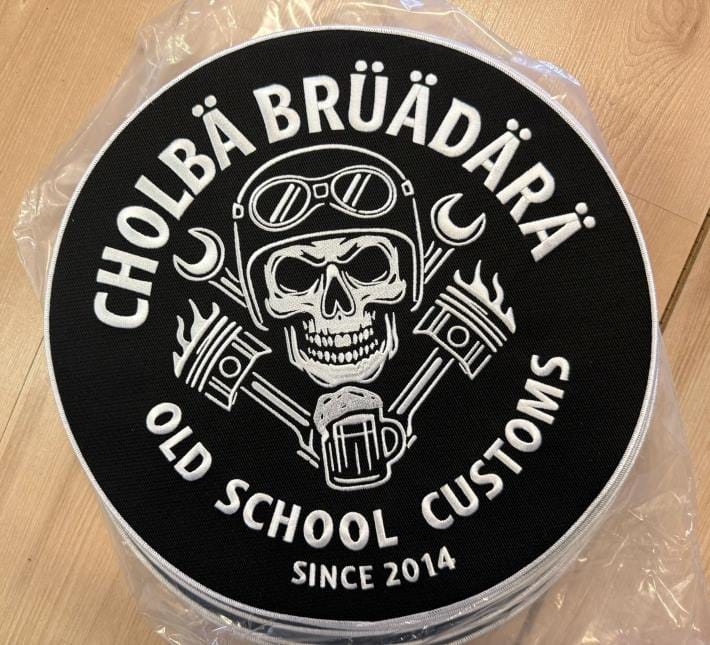 CHOLBÄ BRÜÄDÄRÄ
OLD SCHOOL CUSTOMS
SINCE 2014